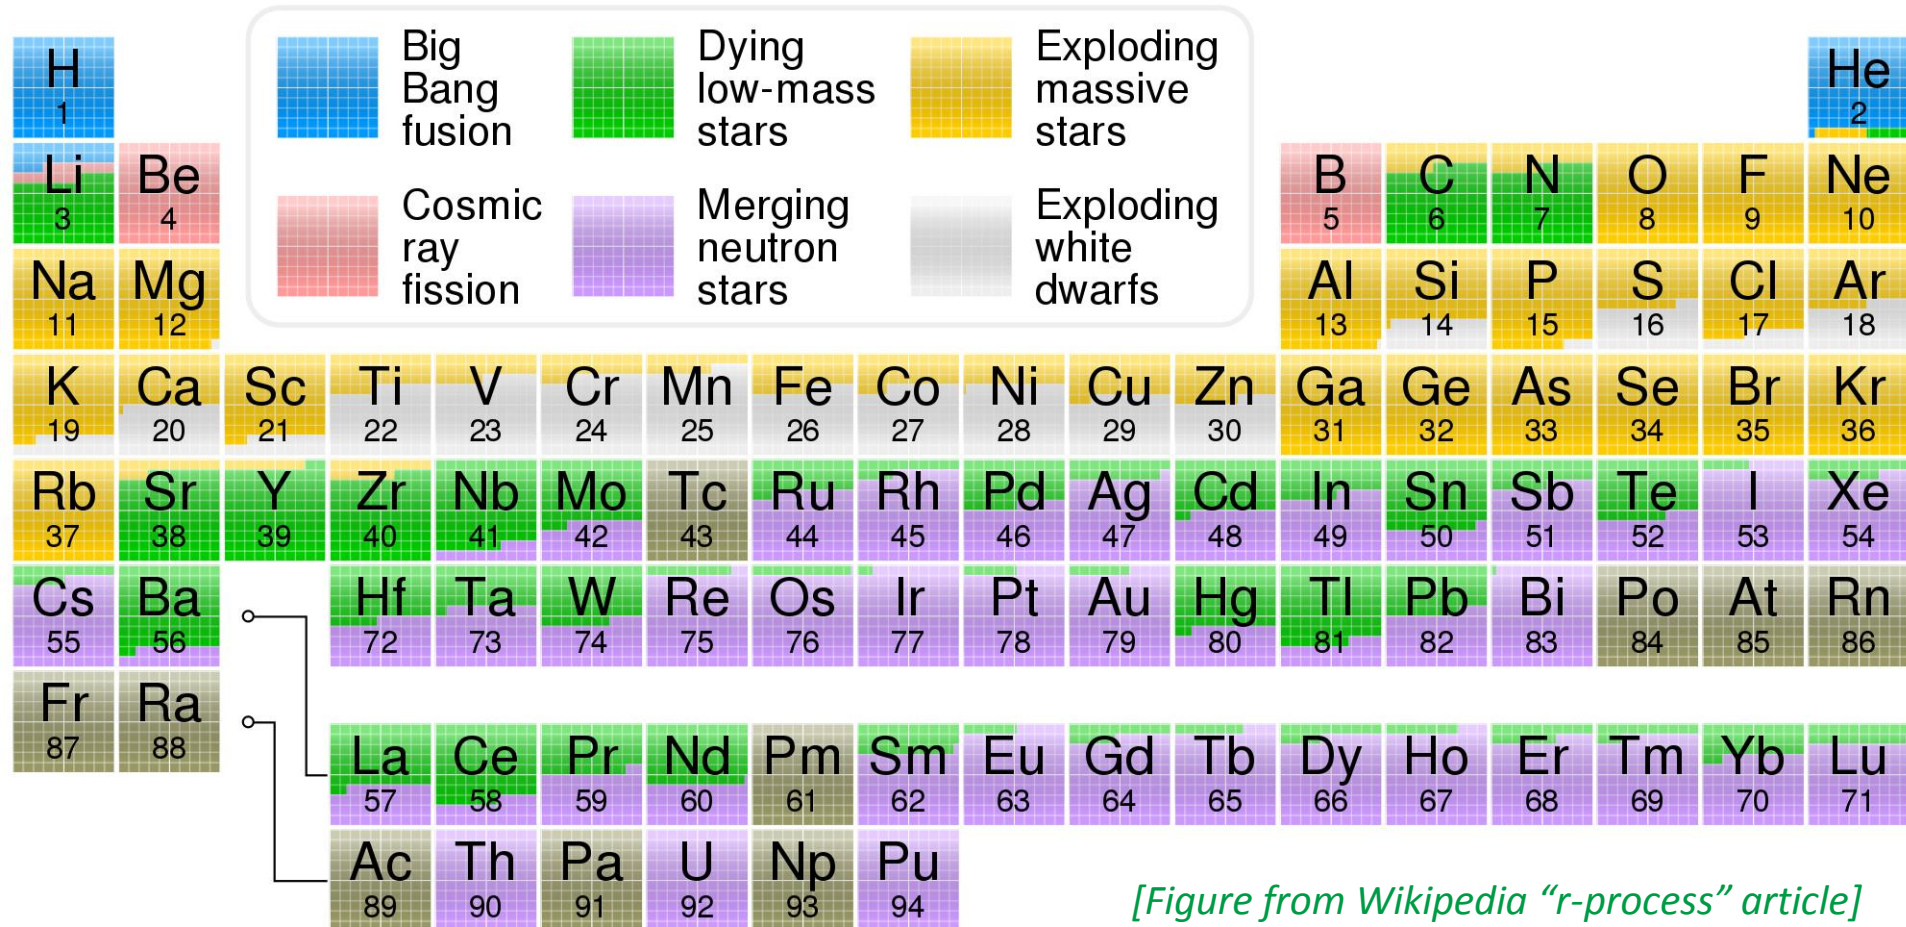 Big
Bang
fusion
Dying
low-mass
stars
Exploding
massive
stars
Cosmic
ray
fission
Merging
neutron
stars
Exploding
white
dwarfs
H He
1 2
Li Be B C N O F Ne
3 4 5 6 7 8 9 10
Na Mg Al Si P S Cl Ar
11 12 13 14 15 16 17 18
K Ca Sc Ti V Cr Mn Fe Co Ni Cu Zn Ga Ge As Se Br Kr
19 20 21 22 23 24 25 26 27 28 29 30 31 32 33 34 35 36
Rb Sr Y Zr Nb Mo Tc Ru Rh Pd Ag Cd In Sn Sb Te I Xe
37 38 39 40 41 42 43 44 45 46 47 48 49 50 51 52 53 54
Cs Ba Hf Ta W Re Os Ir Pt Au Hg Tl Pb Bi Po At Rn
55 56 72 73 74 75 76 77 78 79 80 81 82 83 84 85 86
Fr Ra
87 88
La Ce Pr Nd Pm Sm Eu Gd Tb Dy Ho Er Tm Yb Lu
57 58 59 60 61 62 63 64 65 66 67 68 69 70 71
Ac Th Pa U Np Pu
89 90 91 92 93 94
[Figure from Wikipedia “r-process” article]